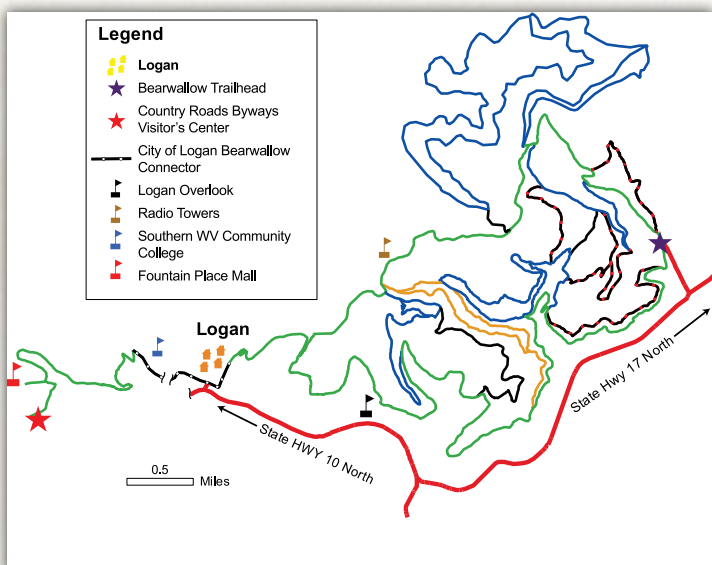 Legend
Logan
Bearwallow Trailhead
Country Roads Byways
Visitor's Center
City of Logan Bearwallow
Connector
Logan Overlook
Radio Towers
Southern WV Community
College
Fountain Place Mall
Logan
State HWY 10 North
State Hwy 17 North
0.5
Miles